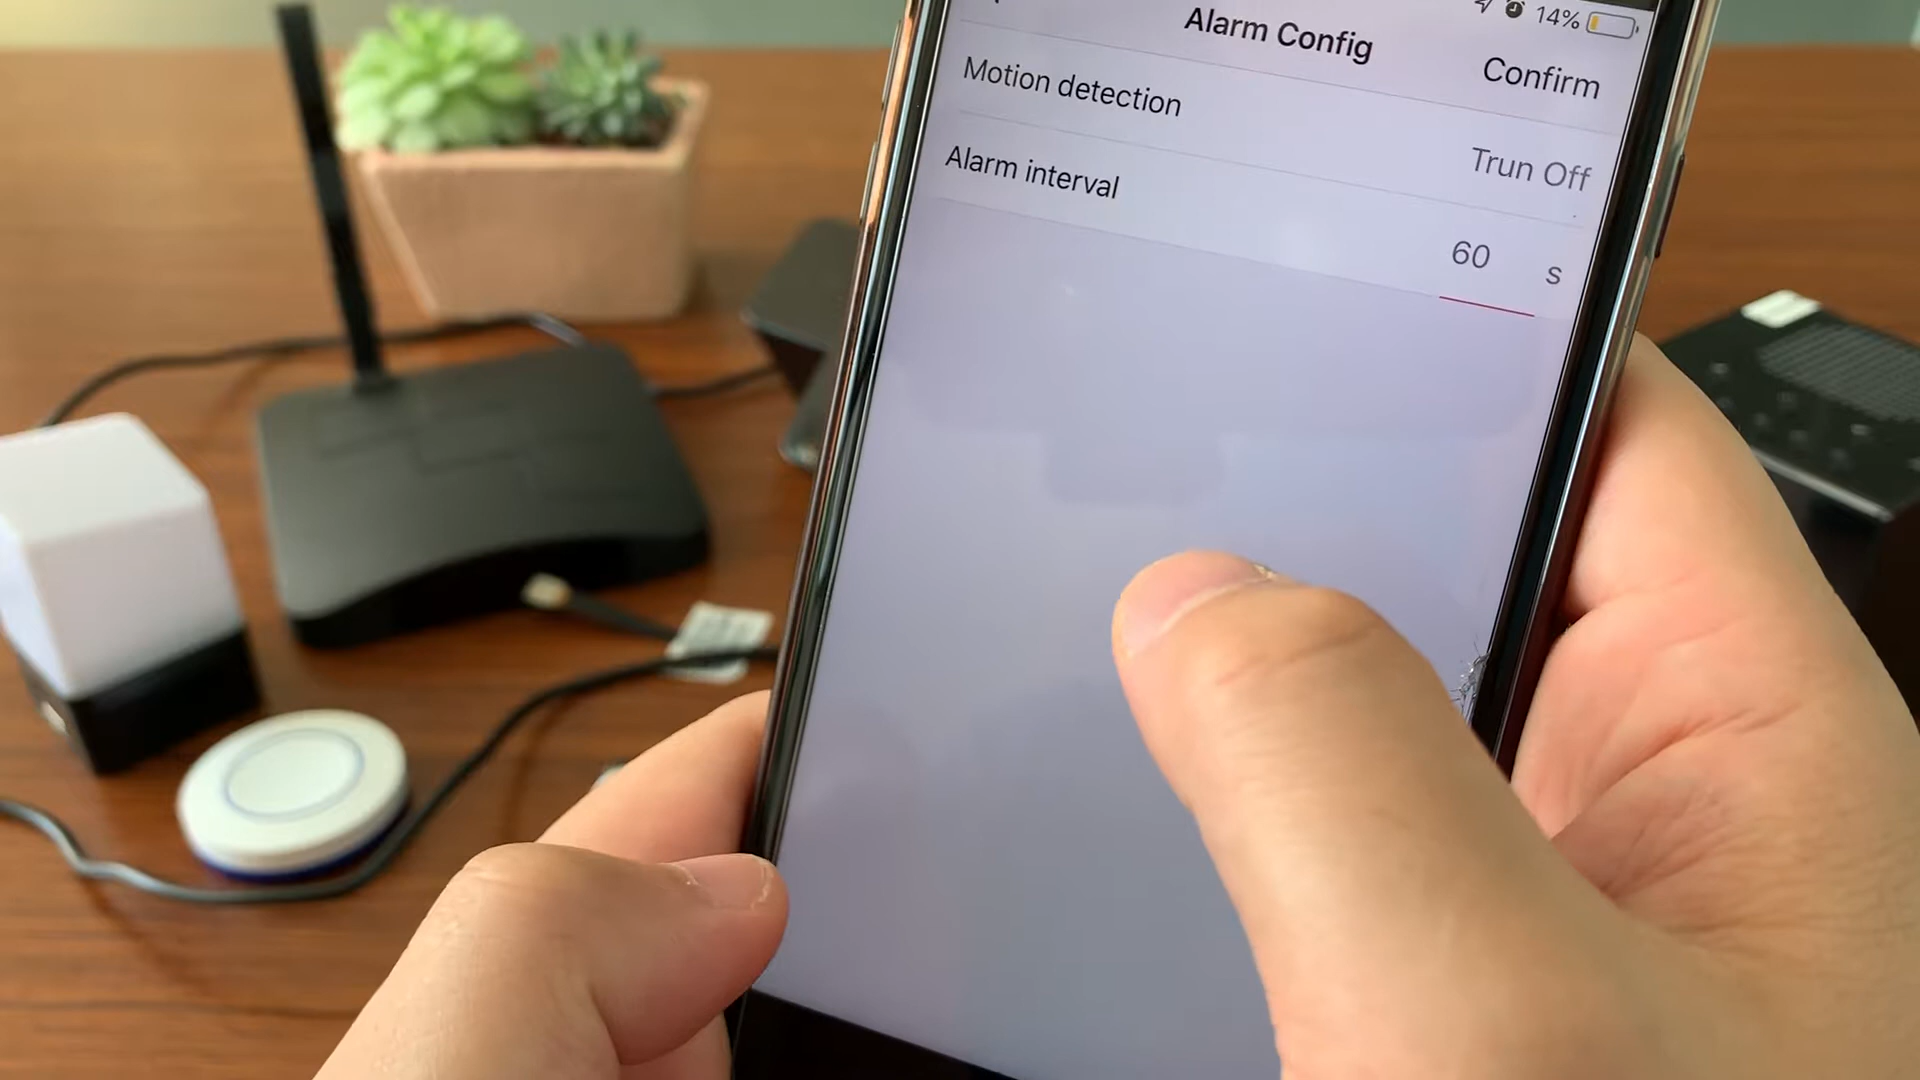 14%
Alarm Config
Confirm
Motion detection
Trun Off
Alarm interval
60 s